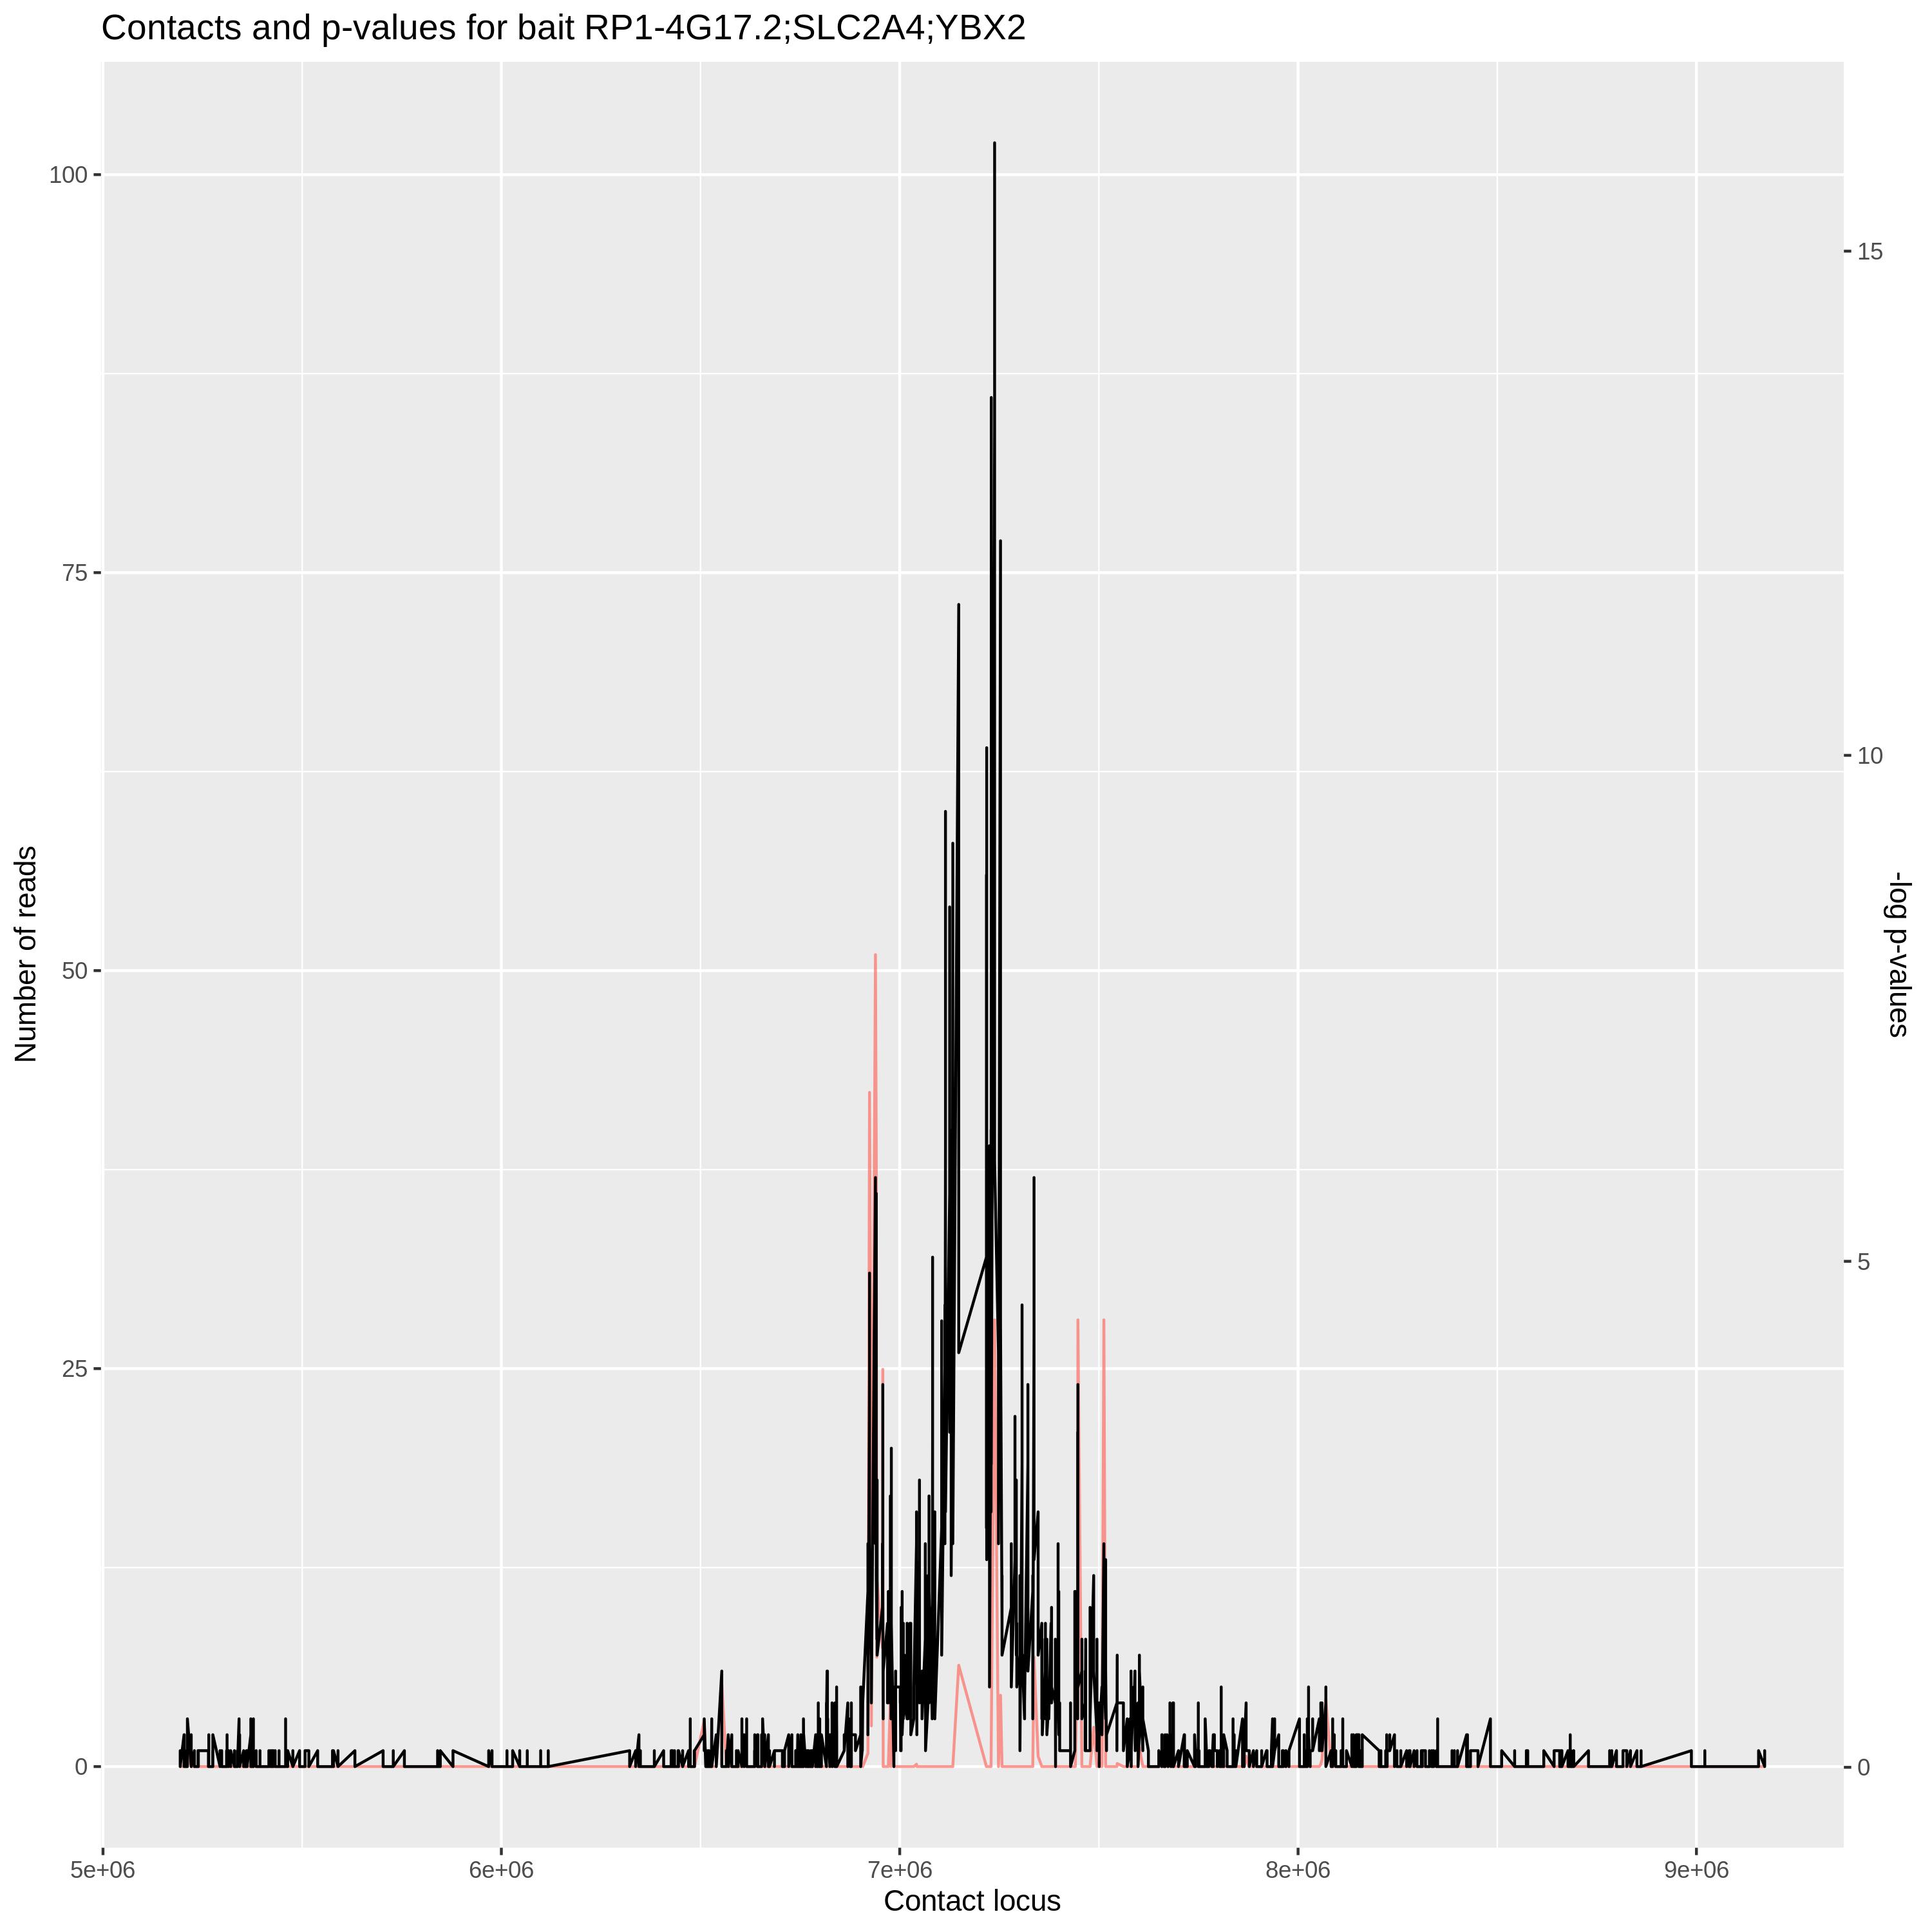 Contacts and p-values for bait RP1-4G17.2;SLC2A4;YBX2
100
75
50
25
0
Number of reads
15
10
5
0
-log p-values
5e+06
6e+06
7e+06
8e+06
9e+06
Contact locus